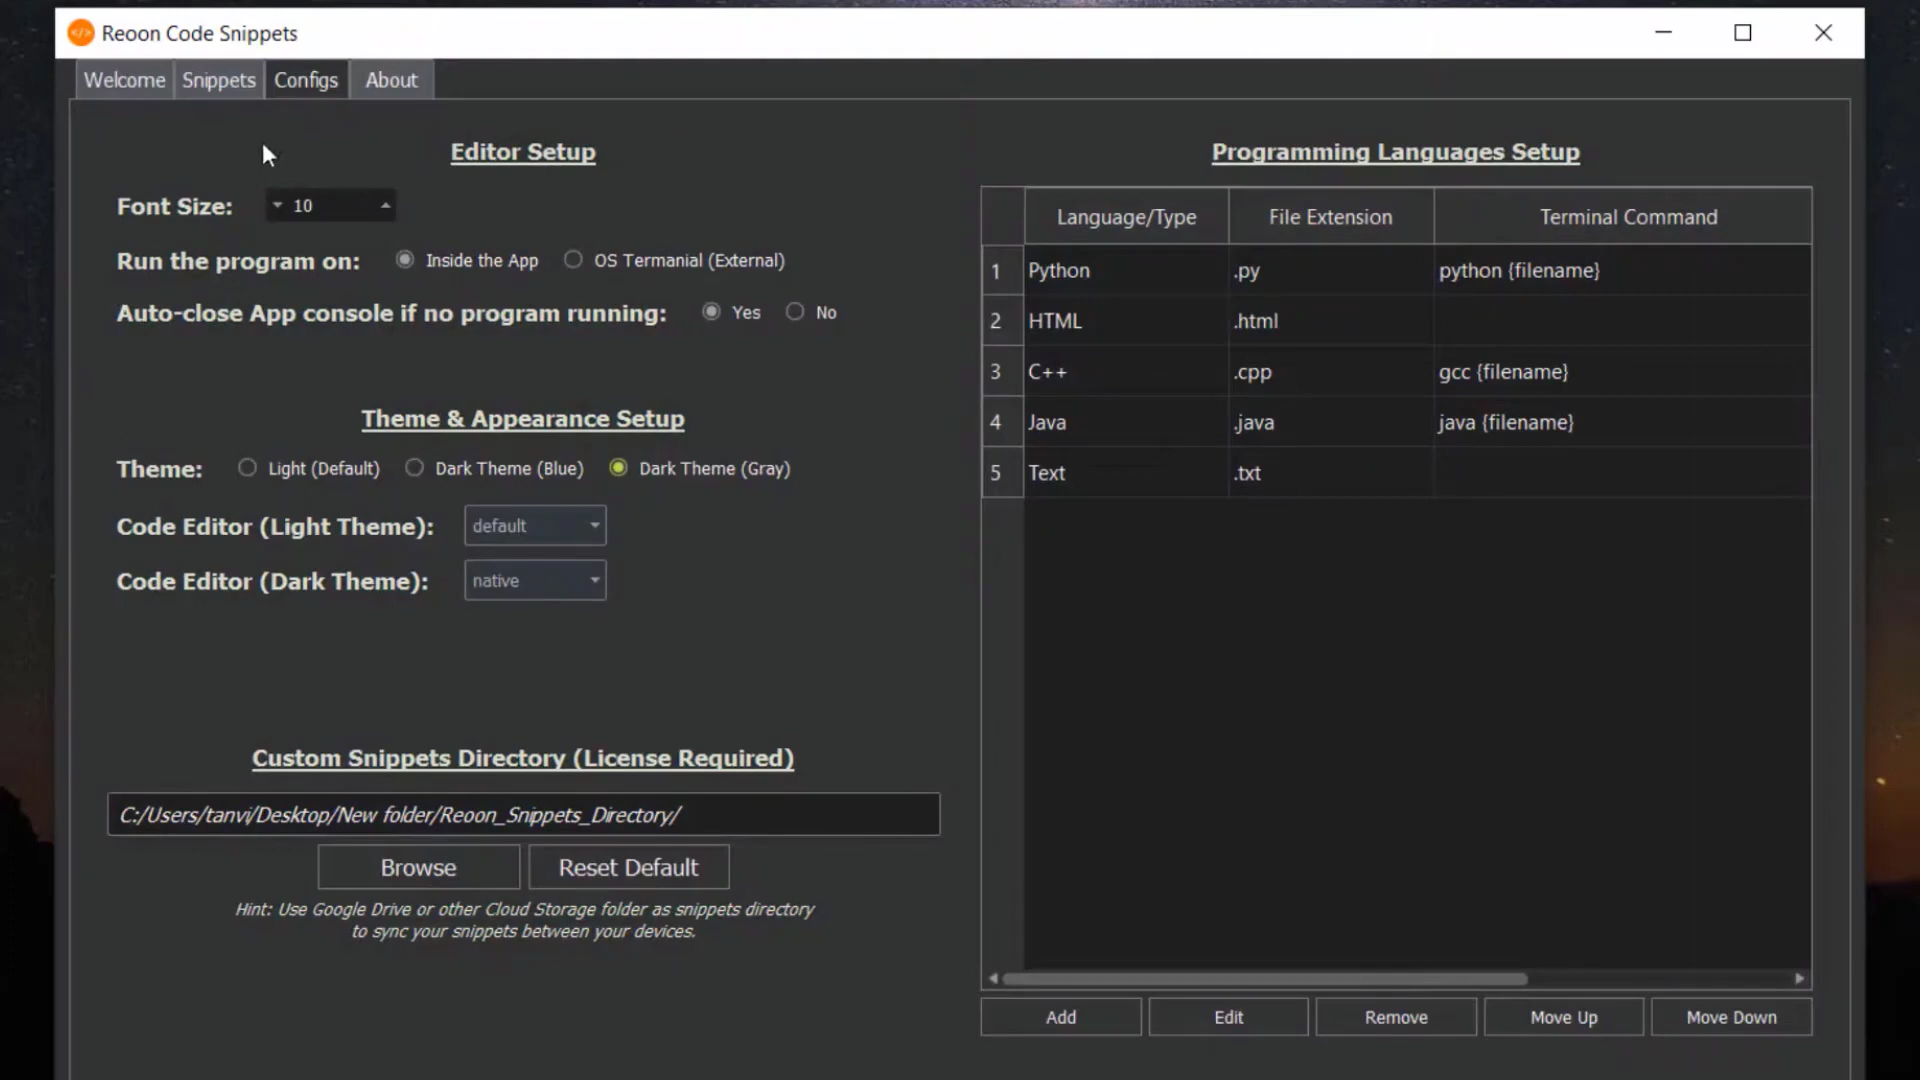 Reoon Code Snippets
Welcome Snippets Configs About
Editor Setup
Font Size: 10
Run the program on: Inside the App OS Termanial (External)
Auto-close App console if no program running: Yes No
Theme & Appearance Setup
Theme: Light (Default) Dark Theme (Blue) Dark Theme (Gray)
Code Editor (Light Theme): default
Code Editor (Dark Theme): native
Custom Snippets Directory (License Required)
C:/Users/tanvi/Desktop/New folder/Reoon_Snippets_Directory/
Browse Reset Default
Hint: Use Google Drive or other Cloud Storage folder as snippets directory
to sync your snippets between your devices.
Programming Languages Setup
Language/Type File Extension Terminal Command
1 Python .py python {filename}
2 HTML .html
3 C++ .cpp gcc {filename}
4 Java .java java {filename}
5 Text .txt
Add Edit Remove Move Up Move Down